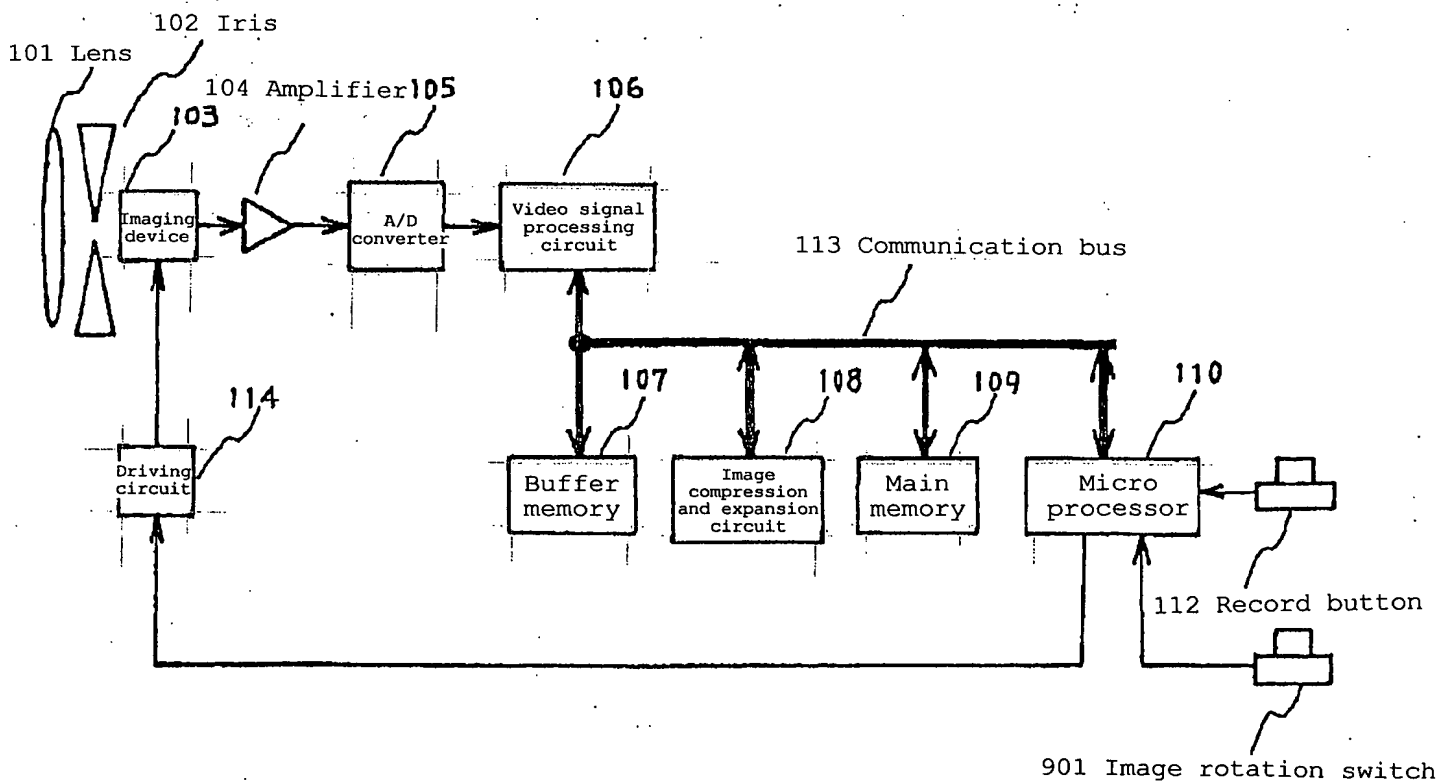 102 Iris
101 Lens
104 Amplifier
105
106
103
Imaging
device
A/D
converter
Video signal
processing
circuit
113 Communication bus
114
107
108
109
110
Driving
circuit
Buffer
memory
Image
compression
and expansion
circuit
Main
memory
Micro
processor
112 Record button
901 Image rotation switch